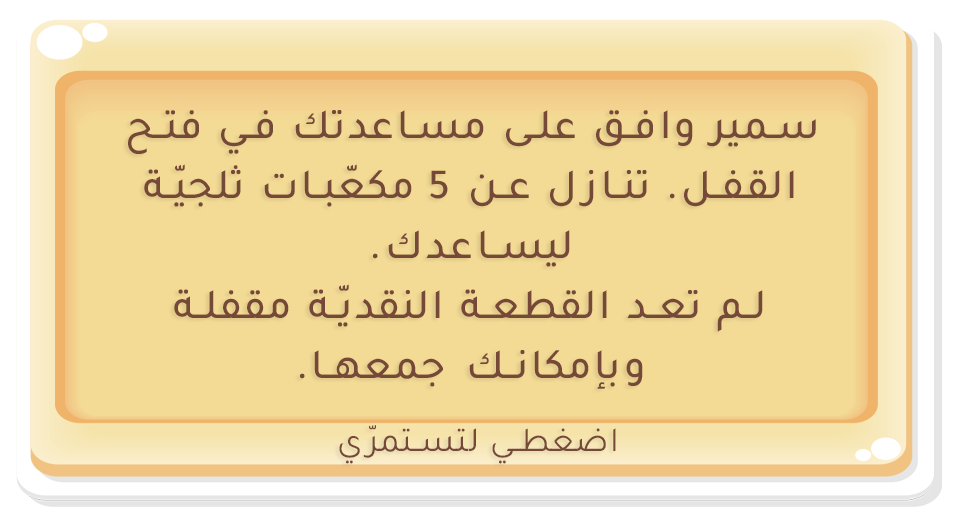 سمير وافق على مساعدتك في فتح
القفل. تنازل عن 5 مكعّبات ثلجيّة
ليساعدك.
لم تعد القطعة النقديّة مقفلة
وبإمكانك جمعها.
اضغطي لتستمرّي